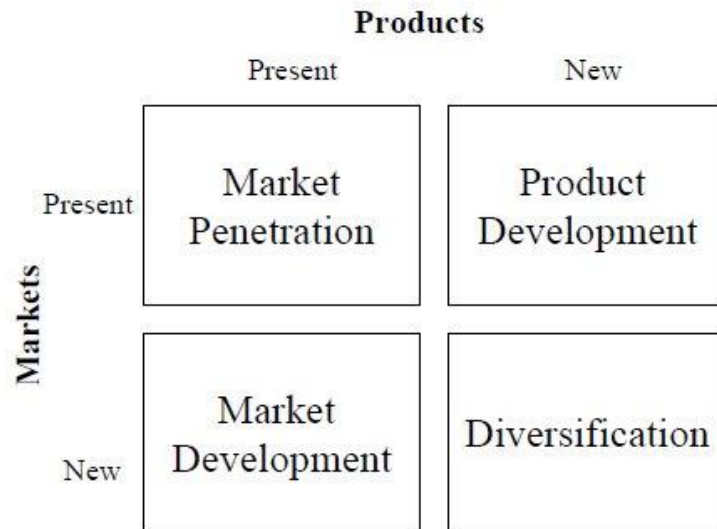 Products
Present New
Market Product
Present
Penetration Development
Markets
Market
Diversification
Development
New